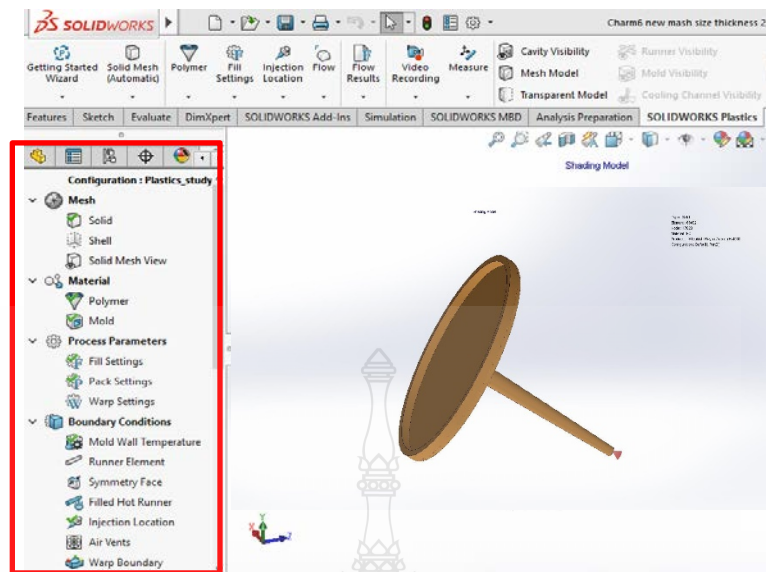 SOLIDWORKS
Charm6 new mash size thickness 2
Getting Started Wizard
Solid Mesh (Automatic)
Polymer
Fill Settings
Injection Location
Flow
Flow Results
Video Recording
Measure
Cavity Visibility
Mesh Model
Transparent Model
Runner Visibility
Mold Visibility
Cooling Channel Visibility
Features
Sketch
Evaluate
DimXpert
SOLIDWORKS Add-Ins
Simulation
SOLIDWORKS MBD
Analysis Preparation
SOLIDWORKS Plastics
Shading Model
Configuration : Plastics_study
Mesh
Solid
Shell
Solid Mesh View
Material
Polymer
Mold
Process Parameters
Fill Settings
Pack Settings
Warp Settings
Boundary Conditions
Mold Wall Temperature
Runner Element
Symmetry Face
Filled Hot Runner
Injection Location
Air Vents
Warp Boundary
Y
X
Z